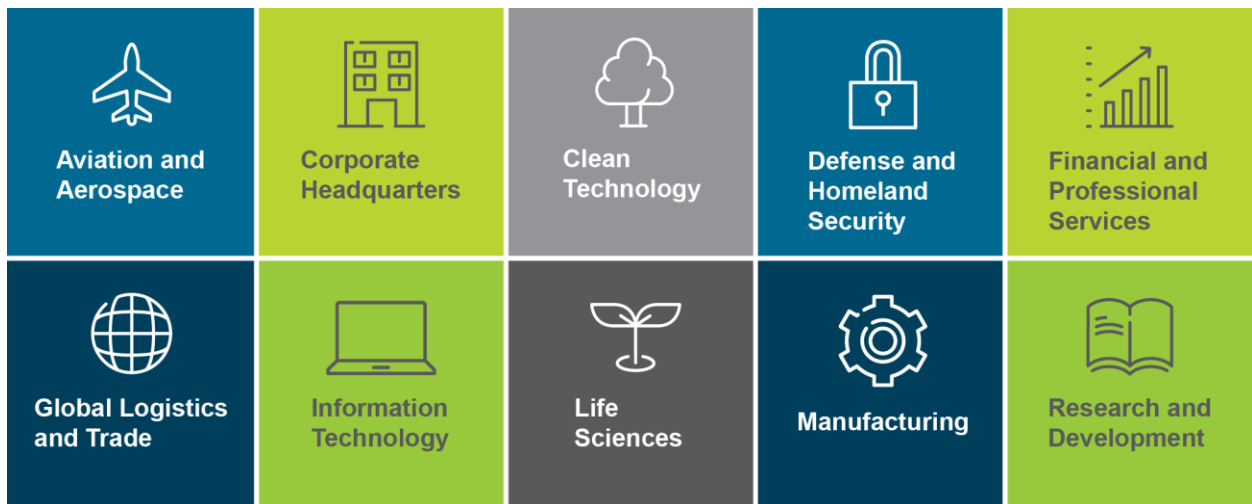 Aviation and
Aerospace
Corporate
Headquarters
Clean
Technology
Defense and
Homeland
Security
Financial and
Professional
Services
Global Logistics
and Trade
Information
Technology
Life
Sciences
Manufacturing
Research and
Development